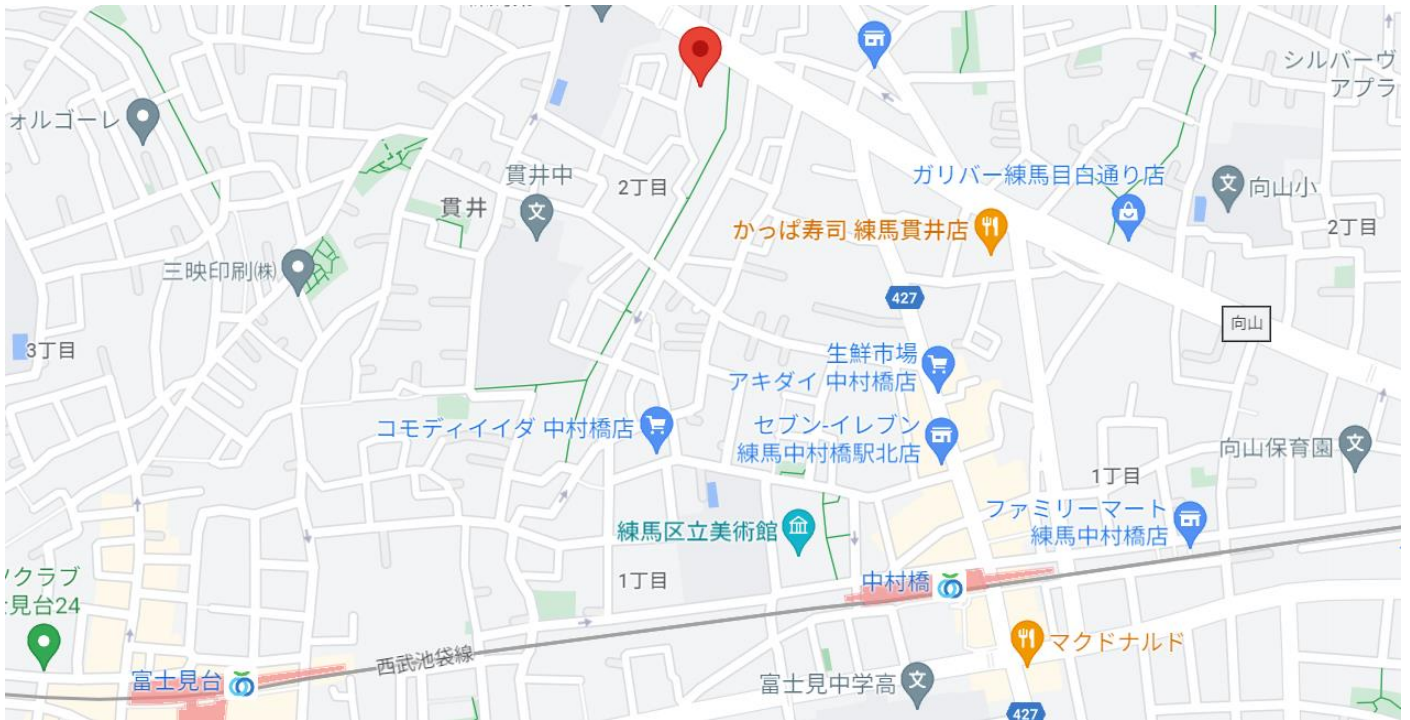 シルバーヴ
アプラ
ォルゴーレ
貫井中
2丁目
ガリバー練馬目白通り店
向山小
貫井
かっぱ寿司 練馬貫井店
2丁目
三映印刷㈱
427
向山
3丁目
生鮮市場
アキダイ 中村橋店
コモディイイダ 中村橋店
セブン-イレブン
練馬中村橋駅北店
向山保育園
1丁目
ファミリーマート
練馬中村橋店
練馬区立美術館
1丁目
中村橋
ツクラブ
見台24
マクドナルド
西武池袋線
富士見台
富士見中学高
427